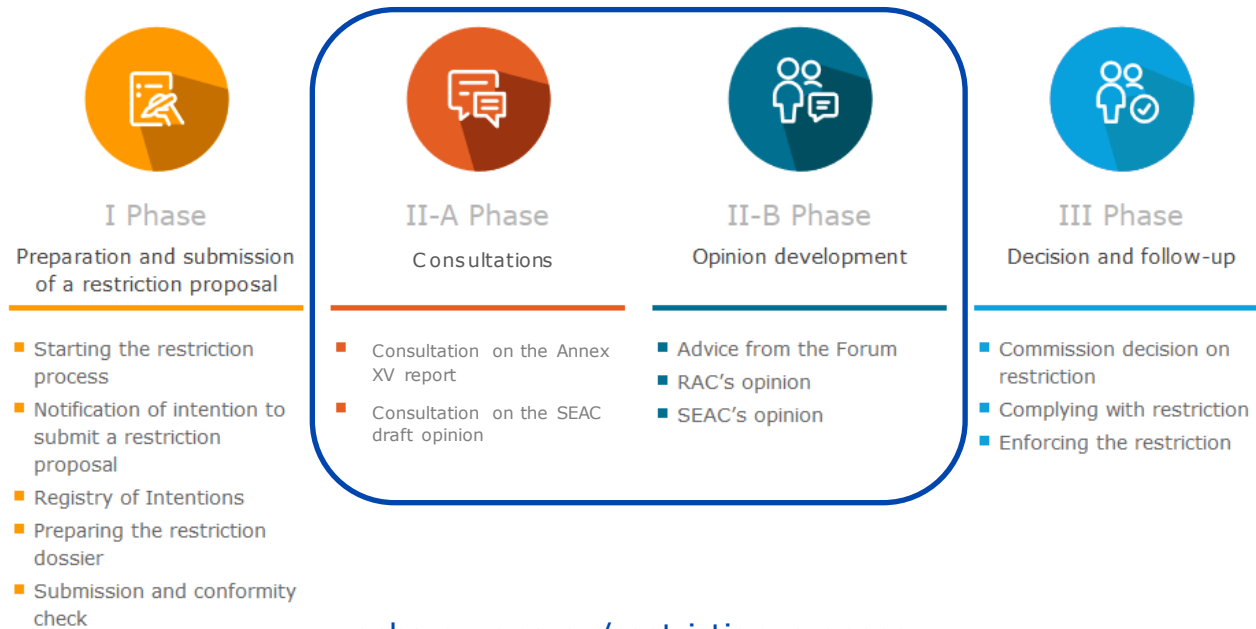 I Phase
Preparation and submission
of a restriction proposal
Starting the restriction
process
Notification of intention to
submit a restriction
proposal
Registry of Intentions
Preparing the restriction
dossier
Submission and conformity
check
II-A Phase
Consultations
Consultation on the Annex
XV report
Consultation on the SEAC
draft opinion
II-B Phase
Opinion development
Advice from the Forum
RAC's opinion
SEAC's opinion
III Phase
Decision and follow-up
Commission decision on
restriction
Complying with restriction
Enforcing the restriction